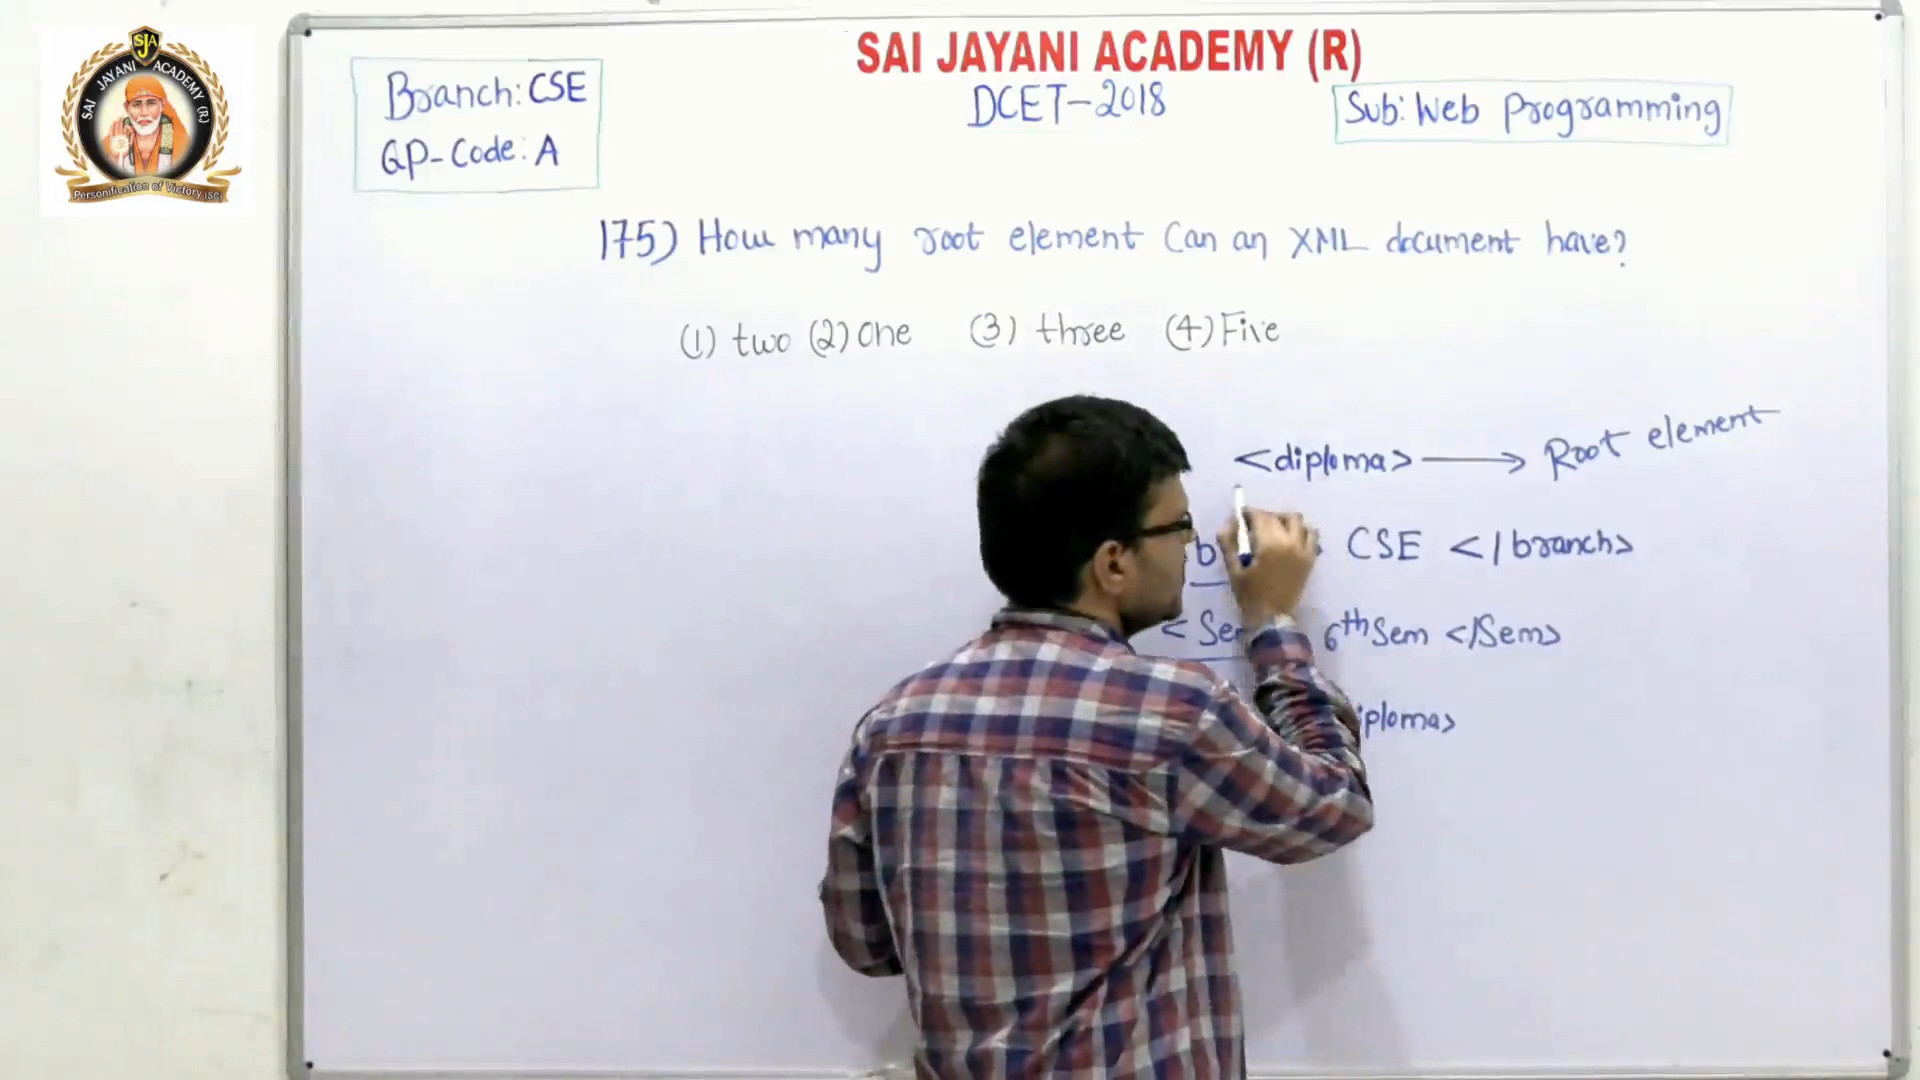 SJA
SAI JAYANI ACADEMY (R)
Personification of Victory (SC)
SAI JAYANI ACADEMY (R)
DCET-2018
Branch: CSE
QP-Code: A
Sub: Web Programming
175) How many root element Can an XML document have?
(1) two (2) One (3) three (4) Five
<diploma> → Root element
CSE </branch>
6th Sem </Sem>